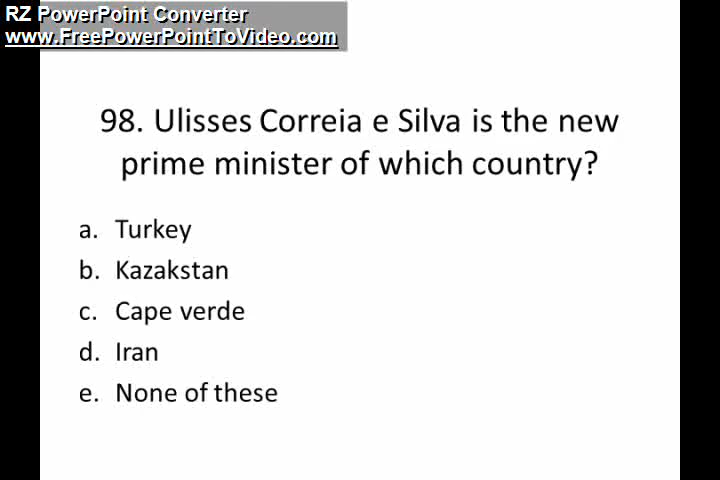 RZ PowerPoint Converter
www.FreePowerPointToVideo.com
98. Ulisses Correia e Silva is the new
prime minister of which country?
a. Turkey
b. Kazakstan
c. Cape verde
d. Iran
e. None of these